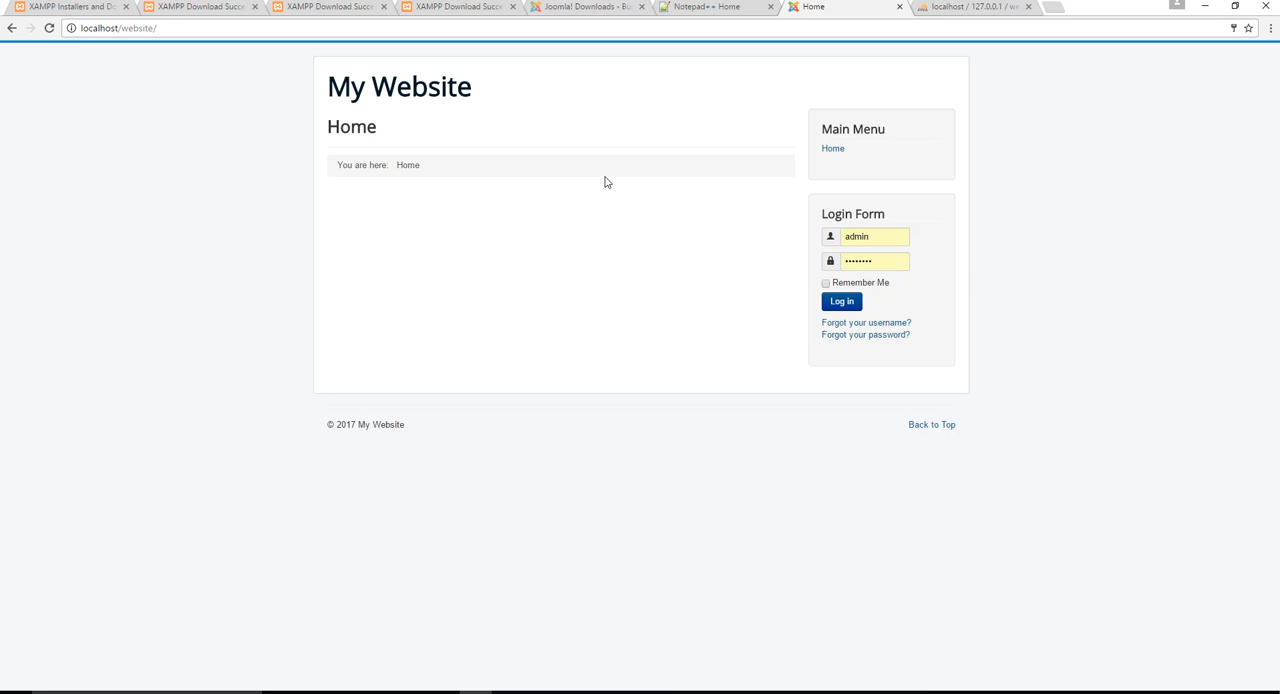 XAMPP Installers and Do
XAMPP Download Succe
XAMPP Download Succe
XAMPP Download Succe
Joomla! Downloads - Bu
Notepad++ Home
Home
localhost / 127.0.0.1 / we
localhost/website/
My Website
Home
You are here: Home
Main Menu
Home
Login Form
admin
••••••••
Remember Me
Log in
Forgot your username?
Forgot your password?
© 2017 My Website
Back to Top